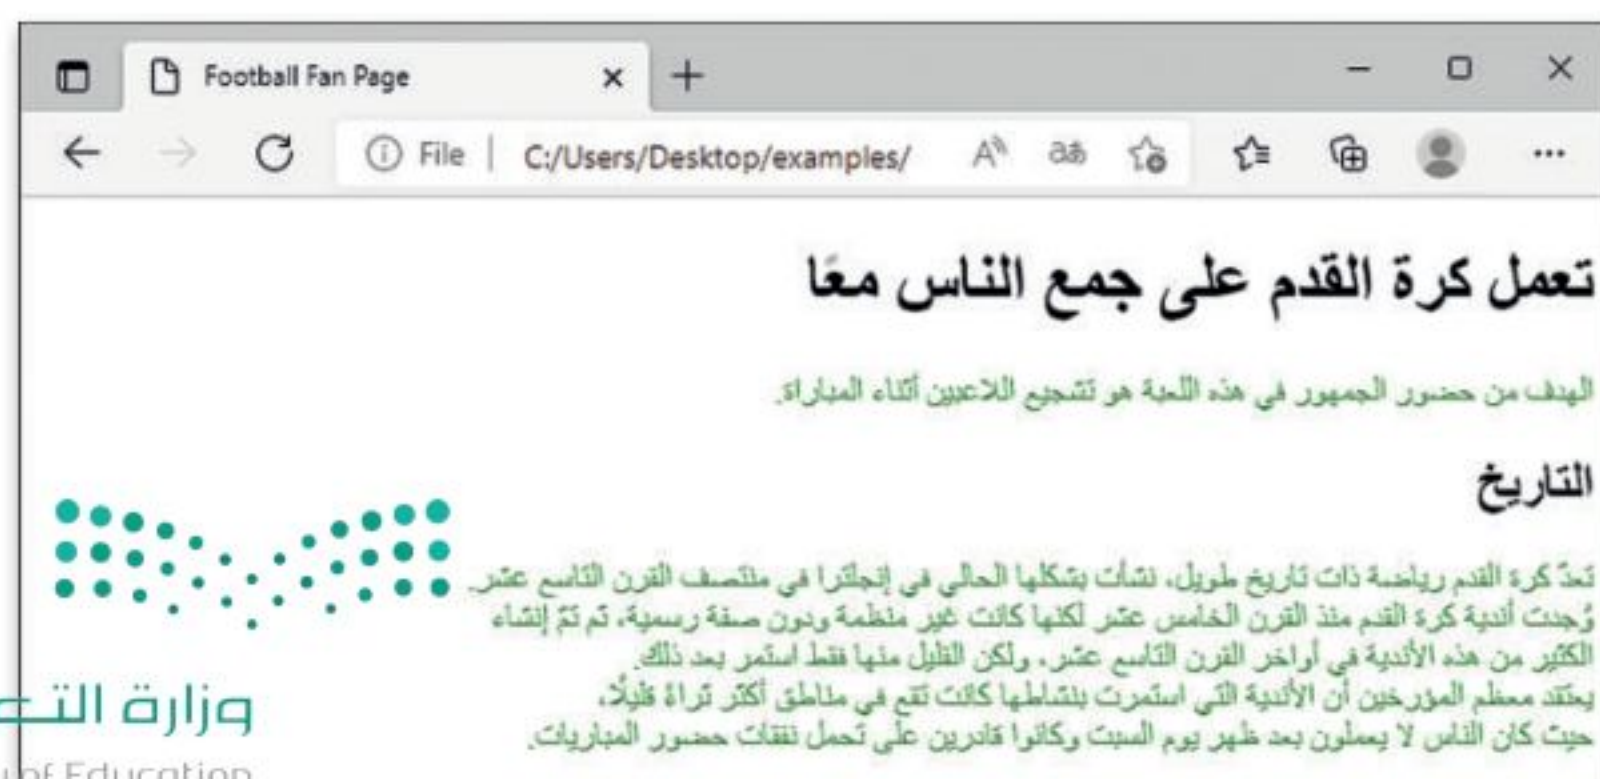 Football Fan Page
File | C:/Users/Desktop/examples/
تعمل كرة القدم على جمع الناس معًا
الهدف من حضور الجمهور في هذه اللعبة هو تشجيع اللاعبين أثناء المباراة.
التاريخ
تعدّ كرة القدم رياضة ذات تاريخ طويل، نشأت بشكلها الحالي في إنجلترا في منتصف القرن التاسع عشر.
وُجدت أندية كرة القدم منذ القرن الخامس عشر لكنها كانت غير منظمة ودون صفة رسمية، ثم تمّ إنشاء
الكثير من هذه الأندية في أواخر القرن التاسع عشر، ولكن القليل منها فقط استمر بعد ذلك.
يعتقد معظم المؤرخين أن الأندية التي استمرت بنشاطها كانت تقع في مناطق أكثر ثراءً قليلًا،
حيث كان الناس لا يعملون بعد ظهر يوم السبت وكانوا قادرين على تحمل نفقات حضور المباريات.
وزارة التعـ
of Education